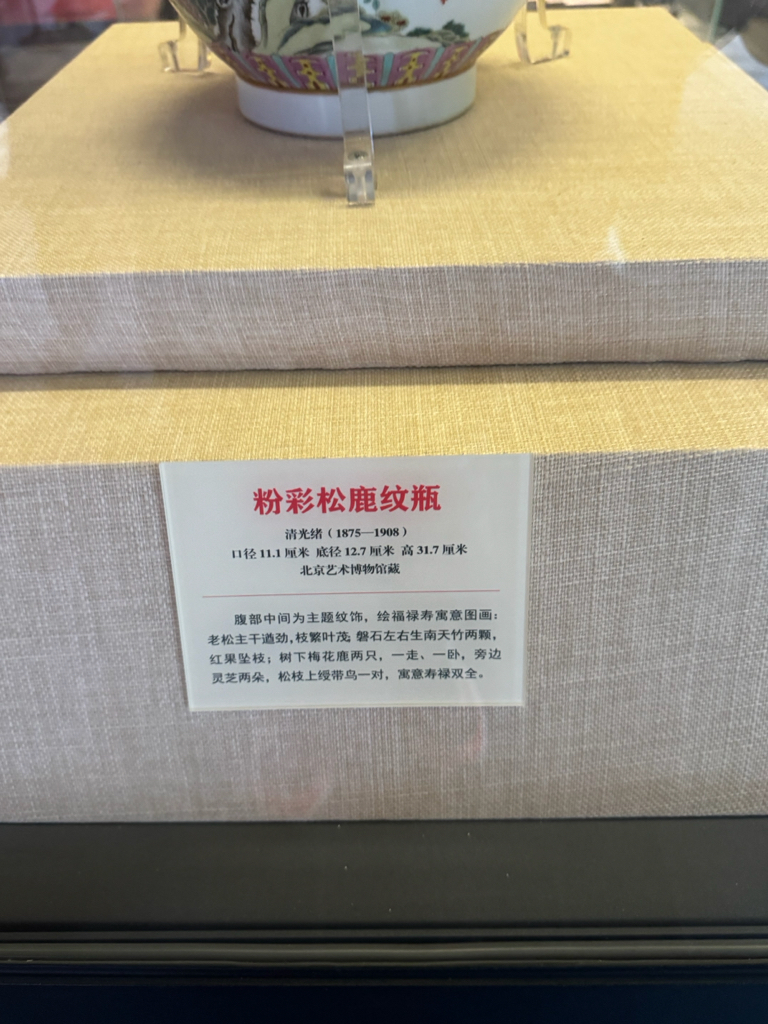 粉彩松鹿纹瓶
清光绪（1875—1908）
口径 11.1 厘米 底径 12.7 厘米 高 31.7 厘米
北京艺术博物馆藏
腹部中间为主题纹饰，绘福禄寿寓意图画：
老松主干遒劲，枝繁叶茂；磐石左右生南天竹两颗，
红果坠枝；树下梅花鹿两只，一走、一卧，旁边
灵芝两朵，松枝上绶带鸟一对，寓意寿禄双全。